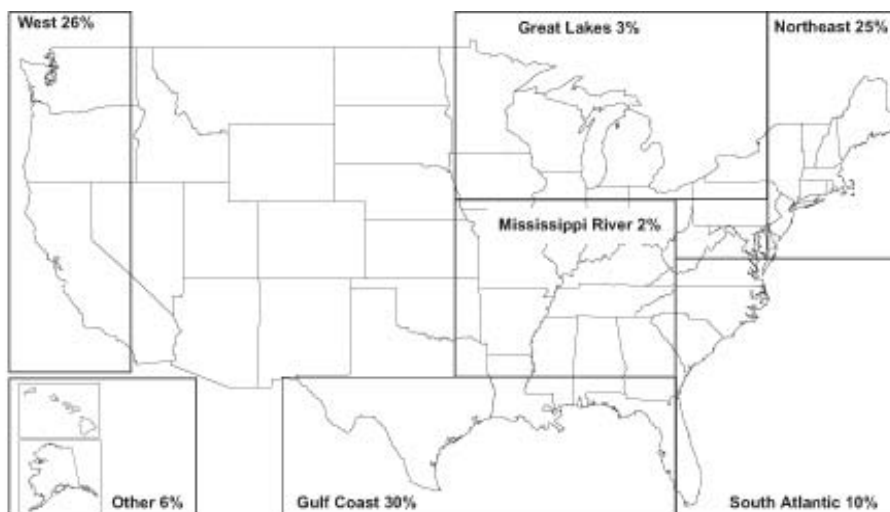 West 26%
Great Lakes 3%
Northeast 25%
Mississippi River 2%
Other 6%
Gulf Coast 30%
South Atlantic 10%